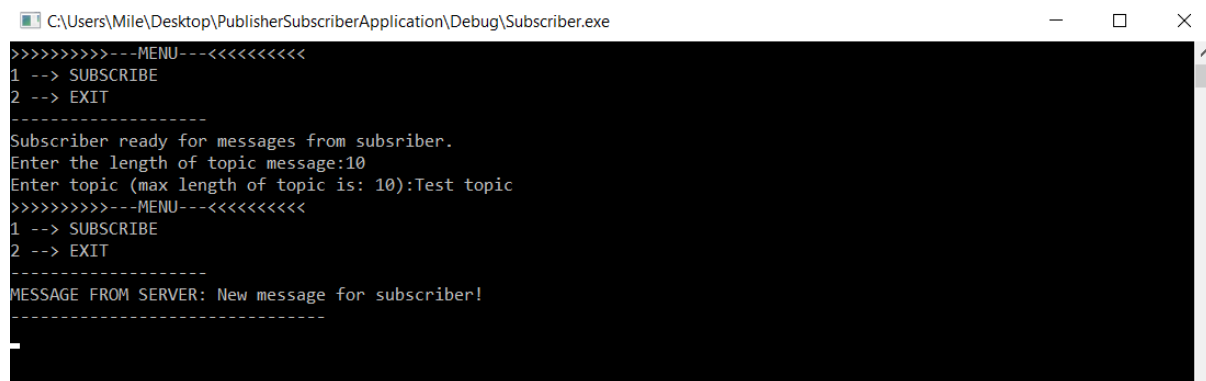 C:\Users\Mile\Desktop\PublisherSubscriberApplication\Debug\Subscriber.exe
>>>>>>>>>>---MENU---<<<<<<<<<<
1 --> SUBSCRIBE
2 --> EXIT
--------------------
Subscriber ready for messages from subsriber.
Enter the length of topic message:10
Enter topic (max length of topic is: 10):Test topic
>>>>>>>>>>---MENU---<<<<<<<<<<
1 --> SUBSCRIBE
2 --> EXIT
--------------------
MESSAGE FROM SERVER: New message for subscriber!
--------------------------------